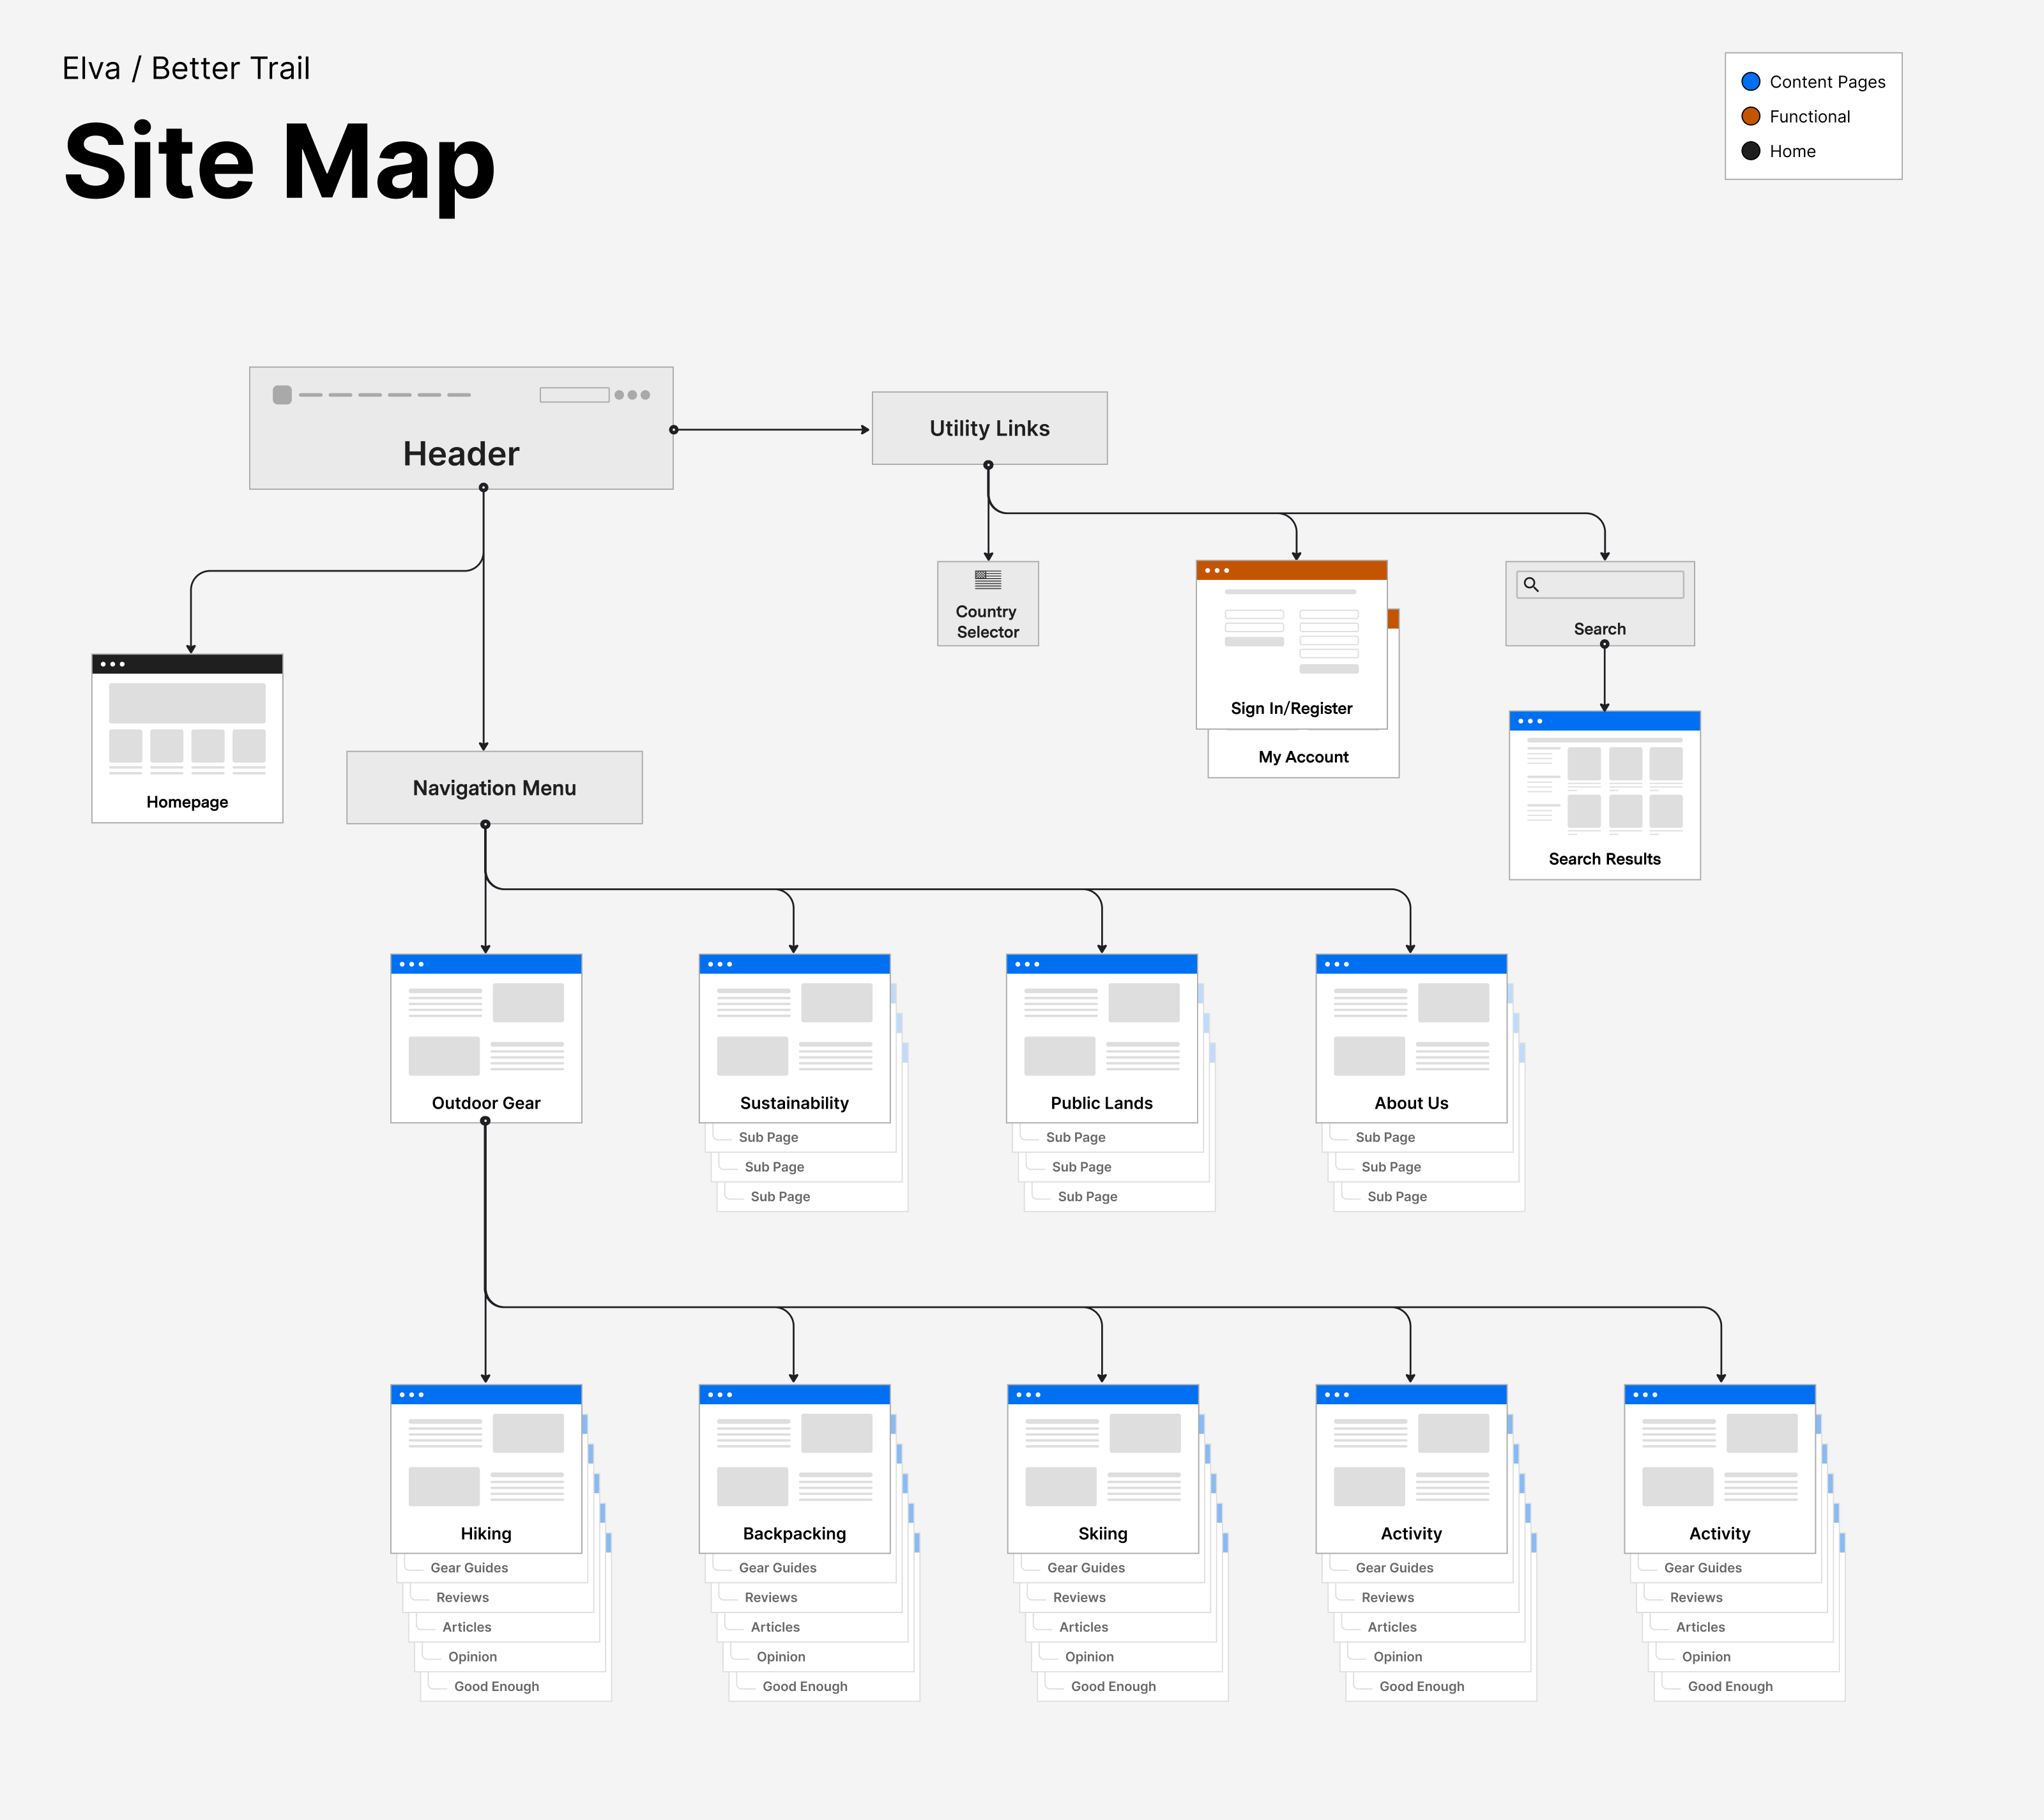 Elva / Better Trail
Site Map
Content Pages
Functional
Home
Header
Utility Links
Country
Selector
Sign In/Register
My Account
Search
Search Results
Homepage
Navigation Menu
Outdoor Gear
Sustainability
Sub Page
Sub Page
Sub Page
Public Lands
Sub Page
Sub Page
Sub Page
About Us
Sub Page
Sub Page
Sub Page
Hiking
Gear Guides
Reviews
Articles
Opinion
Good Enough
Backpacking
Gear Guides
Reviews
Articles
Opinion
Good Enough
Skiing
Gear Guides
Reviews
Articles
Opinion
Good Enough
Activity
Gear Guides
Reviews
Articles
Opinion
Good Enough
Activity
Gear Guides
Reviews
Articles
Opinion
Good Enough